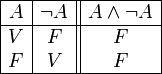 A ¬A A ∧ ¬A
V F F
F V F